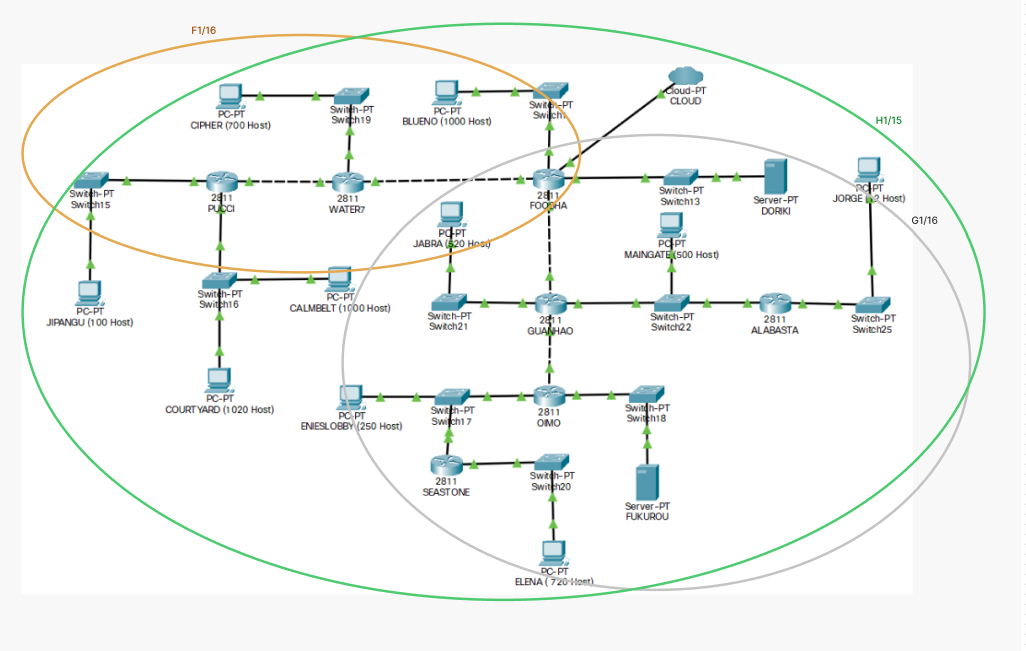 F1/16
Cloud-PT
CLOUD
PC-PT
CIPHER (700 Host)
Switch-PT
Switch19
PC-PT
BLUENO (1000 Host)
Switch-PT
H1/15
Switch-PT
Switch15
2811
PUCCI
2811
WATER7
2811
FOOSHA
Switch-PT
Switch13
Server-PT
DORIKI
PC-PT
JORGE Host)
G1/16
PC-PT
JABRA (520 Host)
PC-PT
MAINGATE (500 Host)
PC-PT
JIPANGU (100 Host)
Switch-PT
Switch16
PC-PT
CALMBELT (1000 Host)
Switch-PT
Switch21
2811
GUANHAO
Switch-PT
Switch22
2811
ALABASTA
Switch-PT
Switch25
PC-PT
COURTYARD (1020 Host)
PC-PT
ENIESLOBBY (250 Host)
Switch-PT
Switch17
2811
OIMO
Switch-PT
Switch18
2811
SEASTONE
Switch-PT
Switch20
Server-PT
FUKUROU
PC-PT
ELENA ( 720 Host)